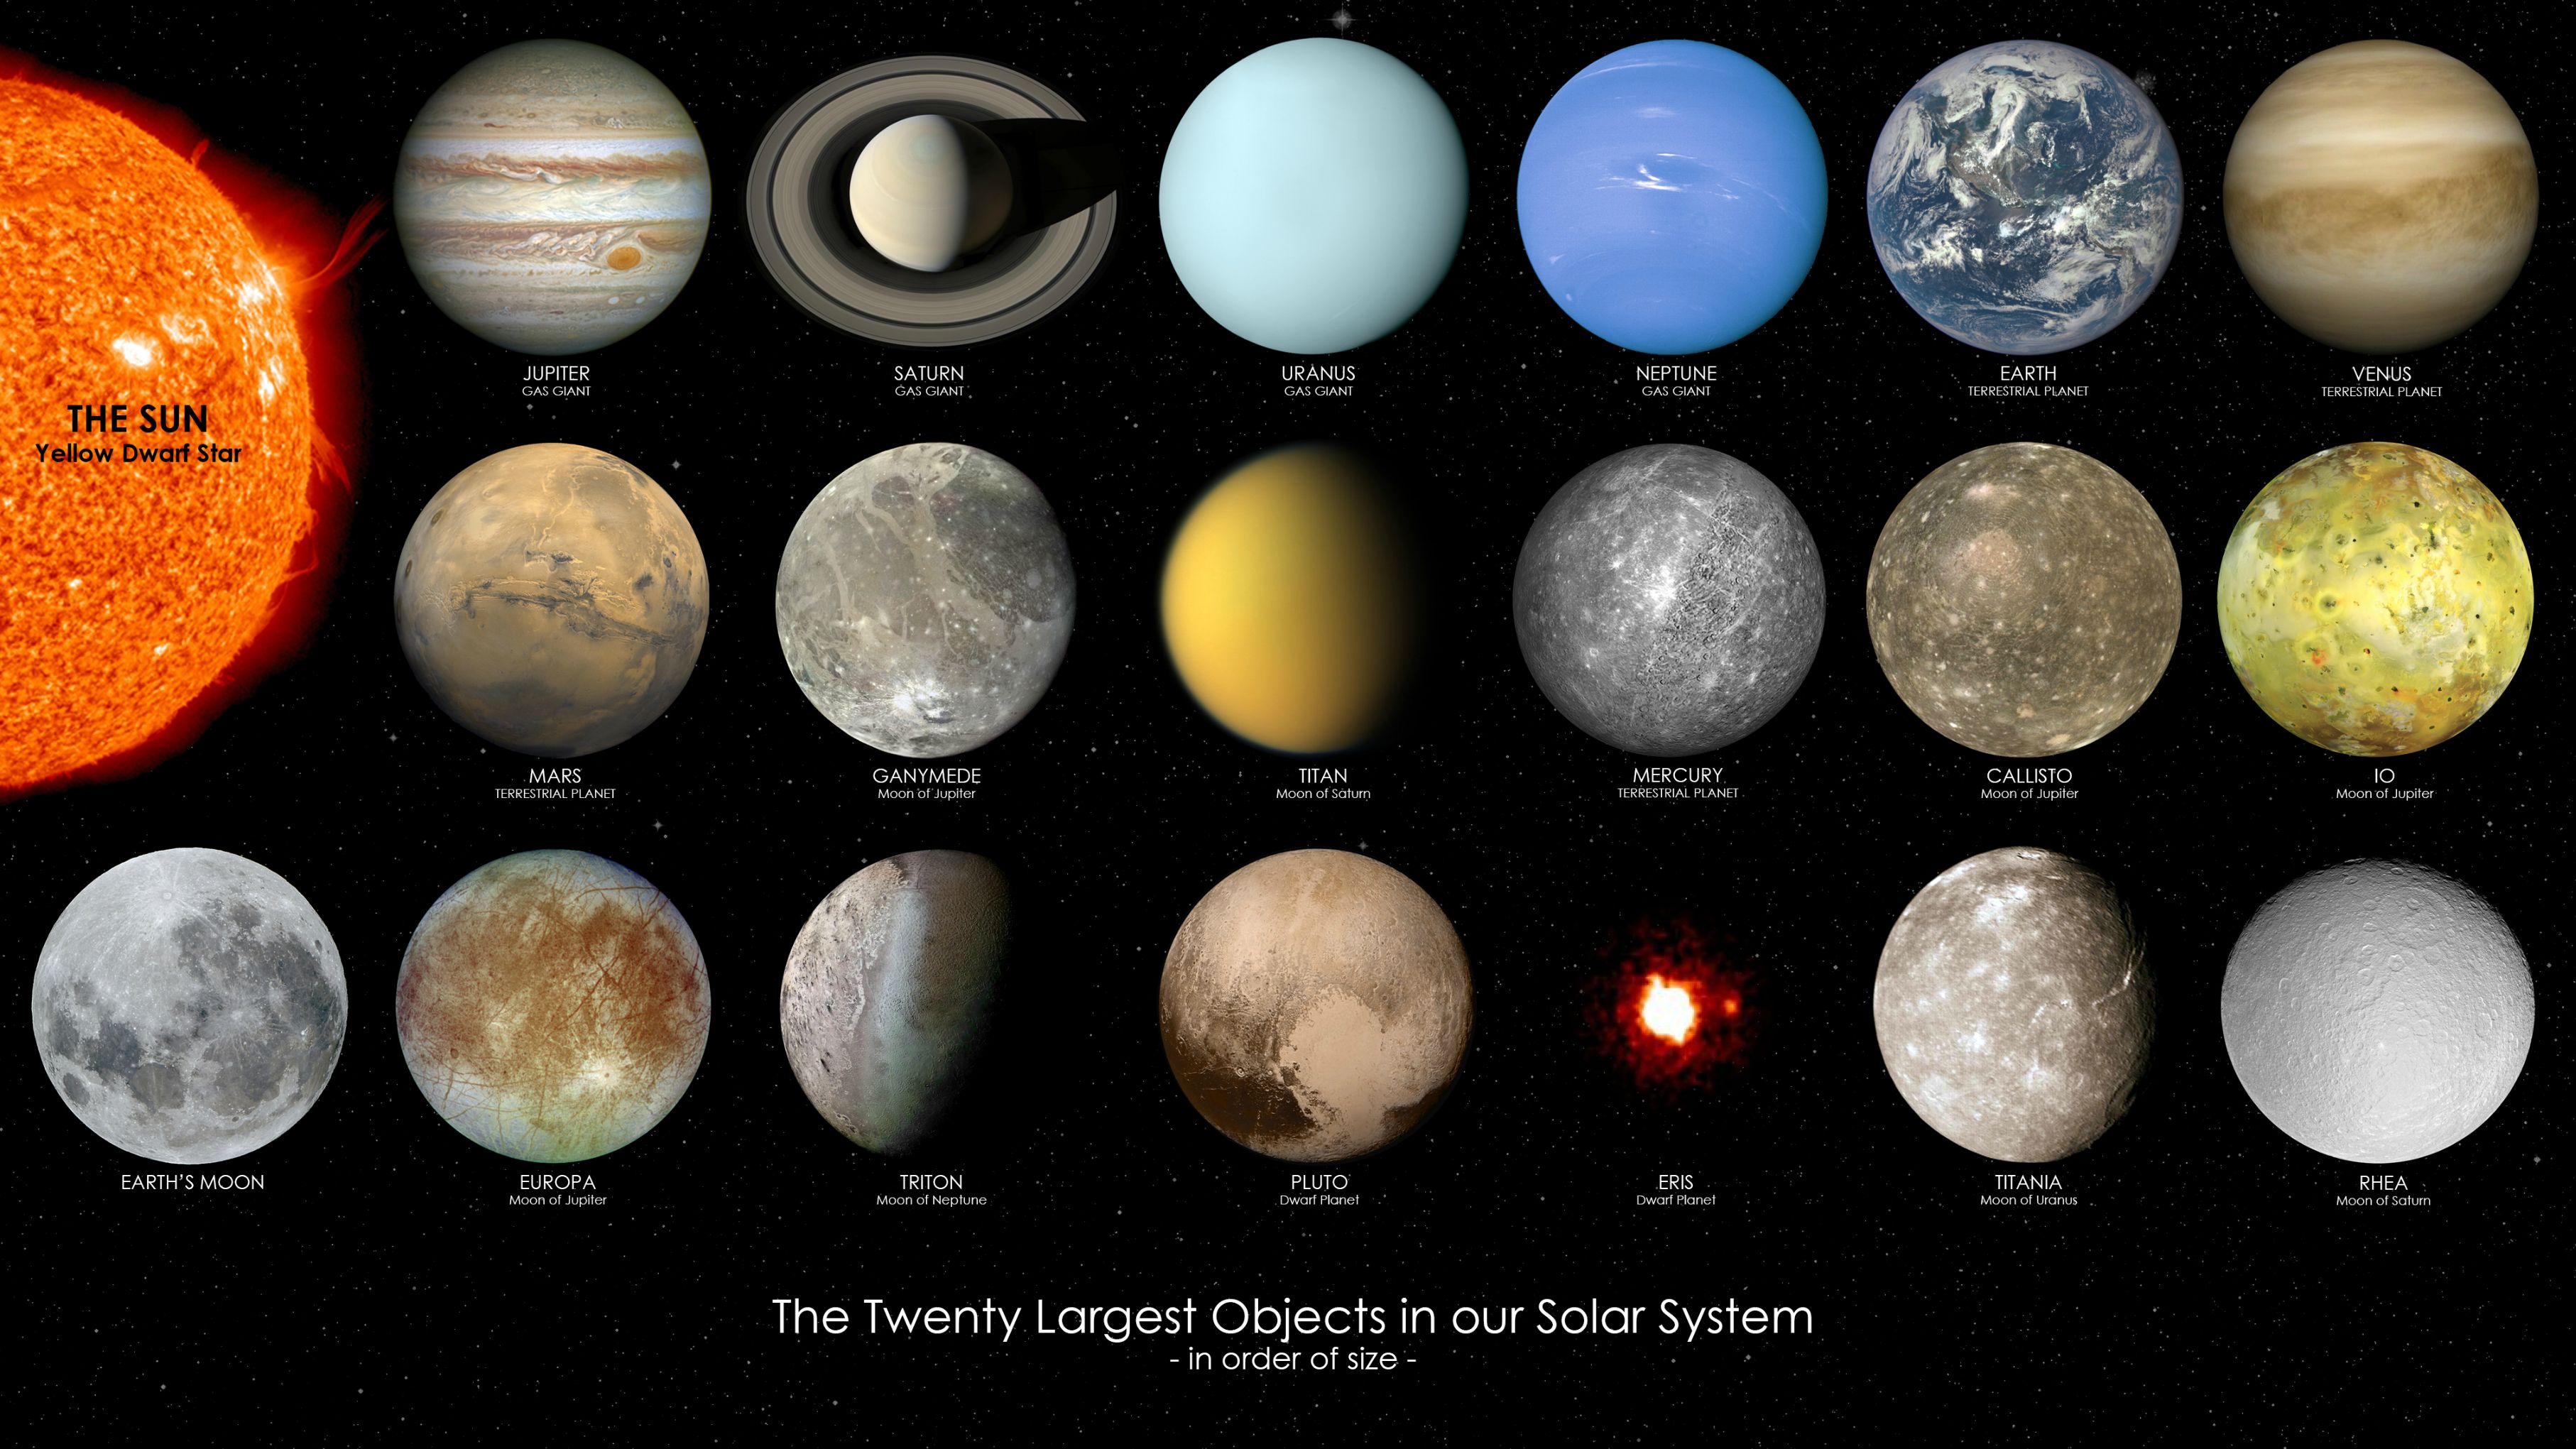 THE SUN
Yellow Dwarf Star
JUPITER
GAS GIANT
SATURN
GAS GIANT
URANUS
GAS GIANT
NEPTUNE
GAS GIANT
EARTH
TERRESTRIAL PLANET
VENUS
TERRESTRIAL PLANET
MARS
TERRESTRIAL PLANET
GANYMEDE
Moon of Jupiter
TITAN
Moon of Saturn
MERCURY
TERRESTRIAL PLANET
CALLISTO
Moon of Jupiter
IO
Moon of Jupiter
EARTH'S MOON
EUROPA
Moon of Jupiter
TRITON
Moon of Neptune
PLUTO
Dwarf Planet
ERIS
Dwarf Planet
TITANIA
Moon of Uranus
RHEA
Moon of Saturn
The Twenty Largest Objects in our Solar System
- in order of size -